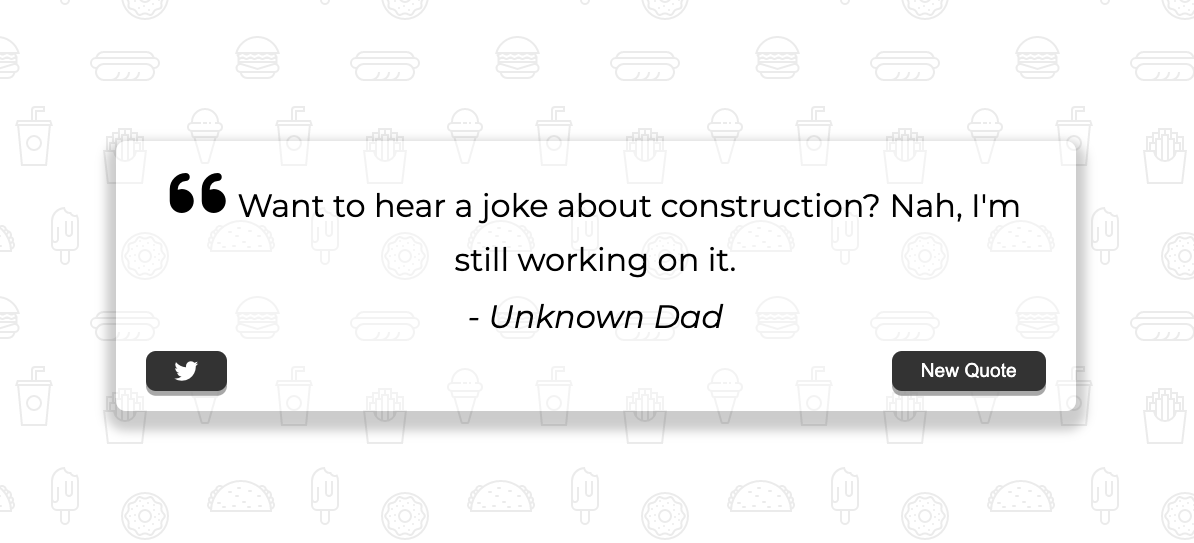 Want to hear a joke about construction? Nah, I'm
still working on it.
- Unknown Dad
New Quote